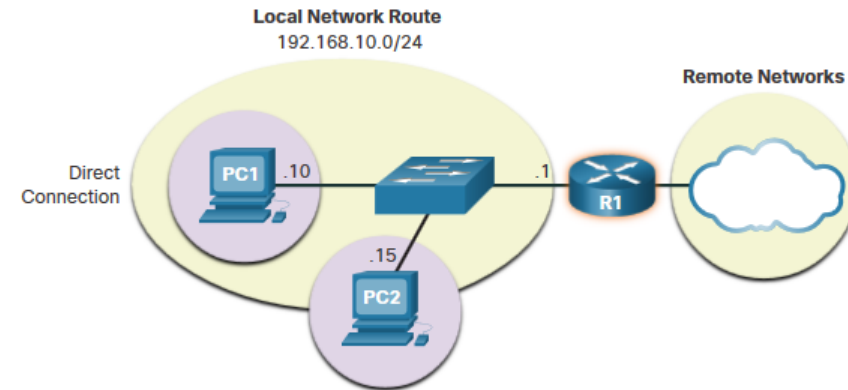 Local Network Route
192.168.10.0/24
Remote Networks
Direct
Connection
PC1
.10
.1
R1
.15
PC2